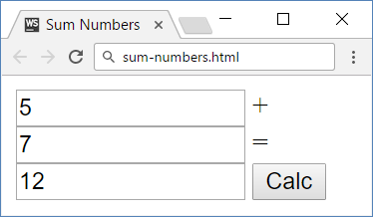 WS Sum Numbers
sum-numbers.html
5 +
7 =
12 Calc